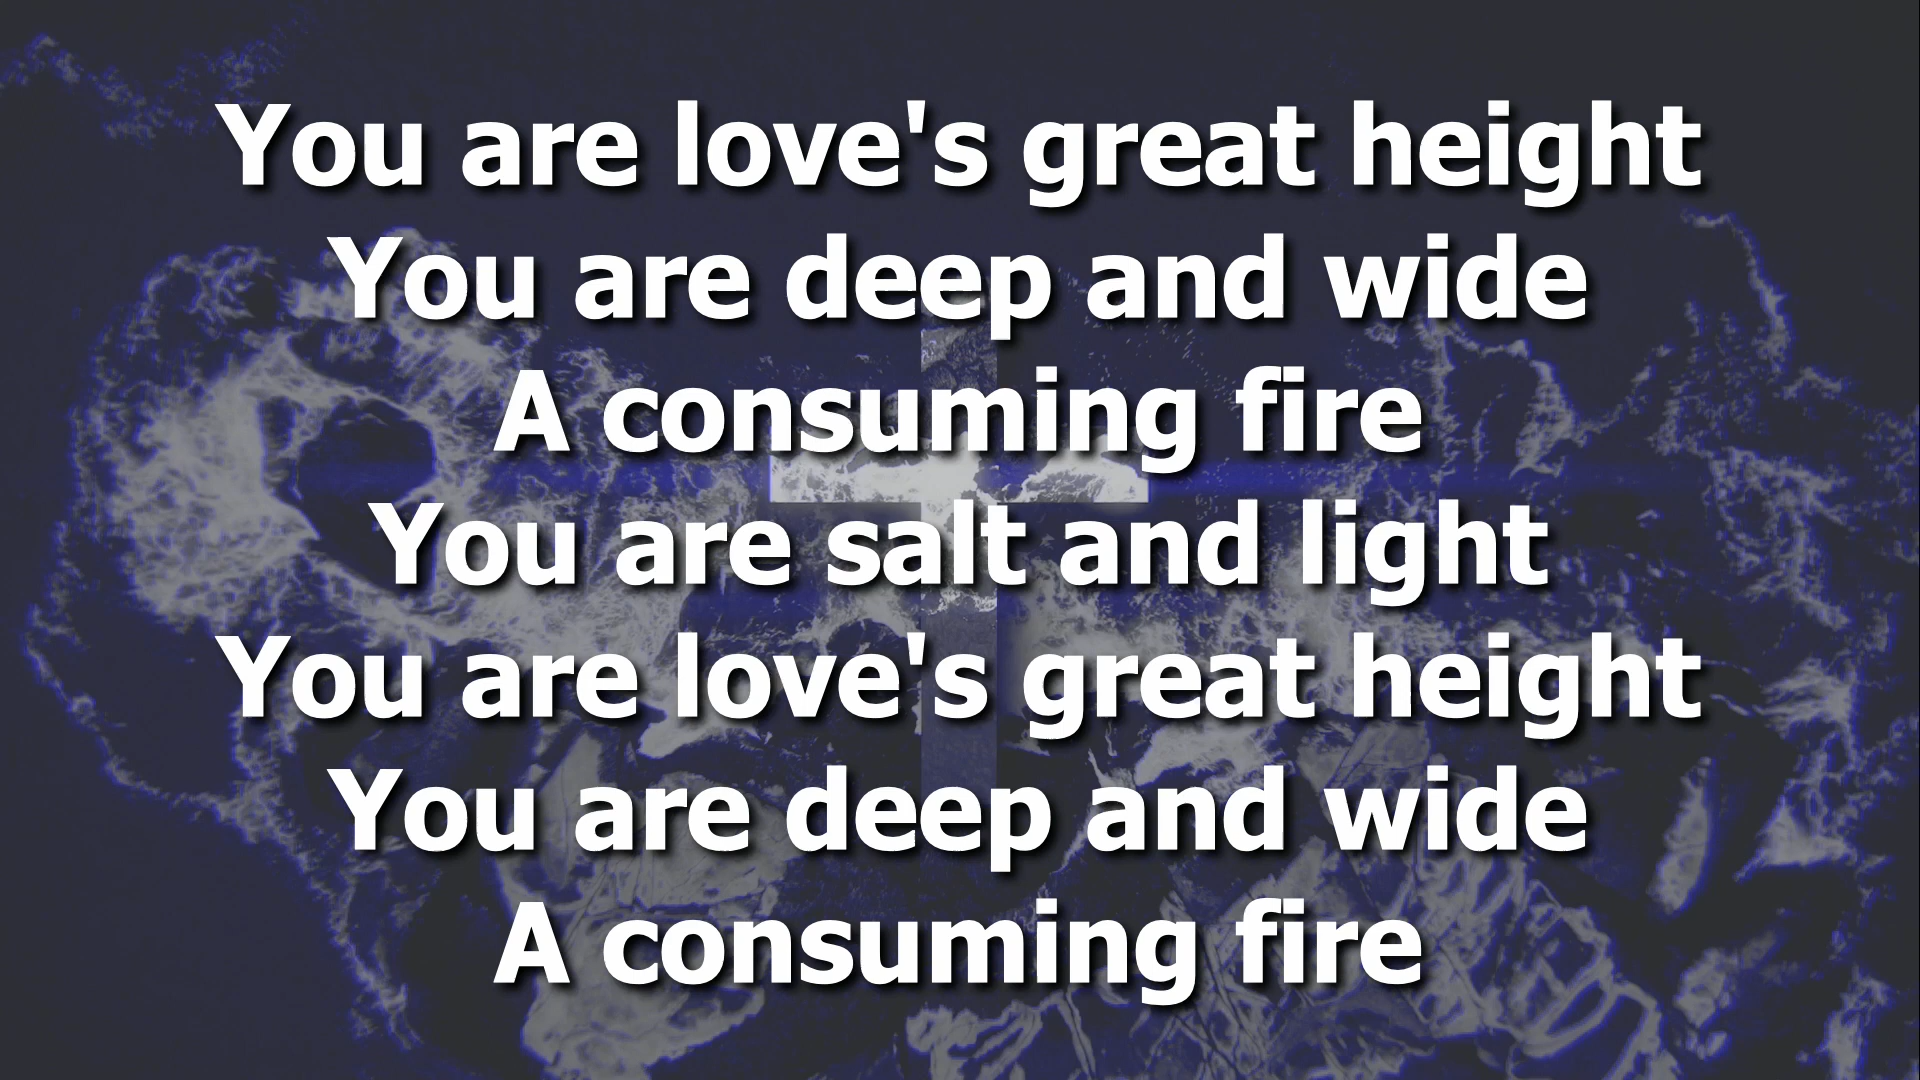 You are love's great height
You are deep and wide
A consuming fire
You are salt and light
You are love's great height
You are deep and wide
A consuming fire